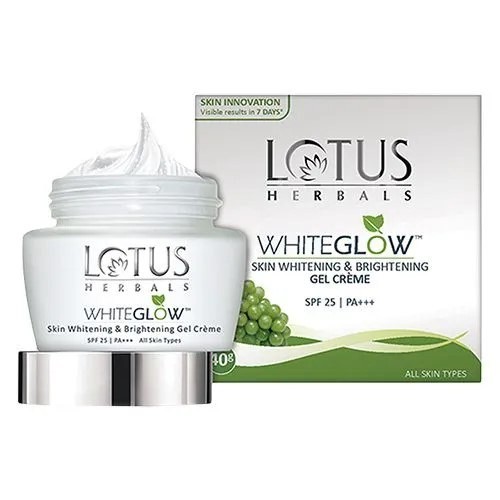 LOTUS
HERBALS
WHITEGLOW™
Skin Whitening & Brightening Gel Crème
SPF 25 | PA+++ All Skin Types
SKIN INNOVATION
Visible results in 7 DAYS*
LOTUS
HERBALS
WHITEGLOW™
SKIN WHITENING & BRIGHTENING
GEL CRÈME
SPF 25 | PA+++
40g
ALL SKIN TYPES